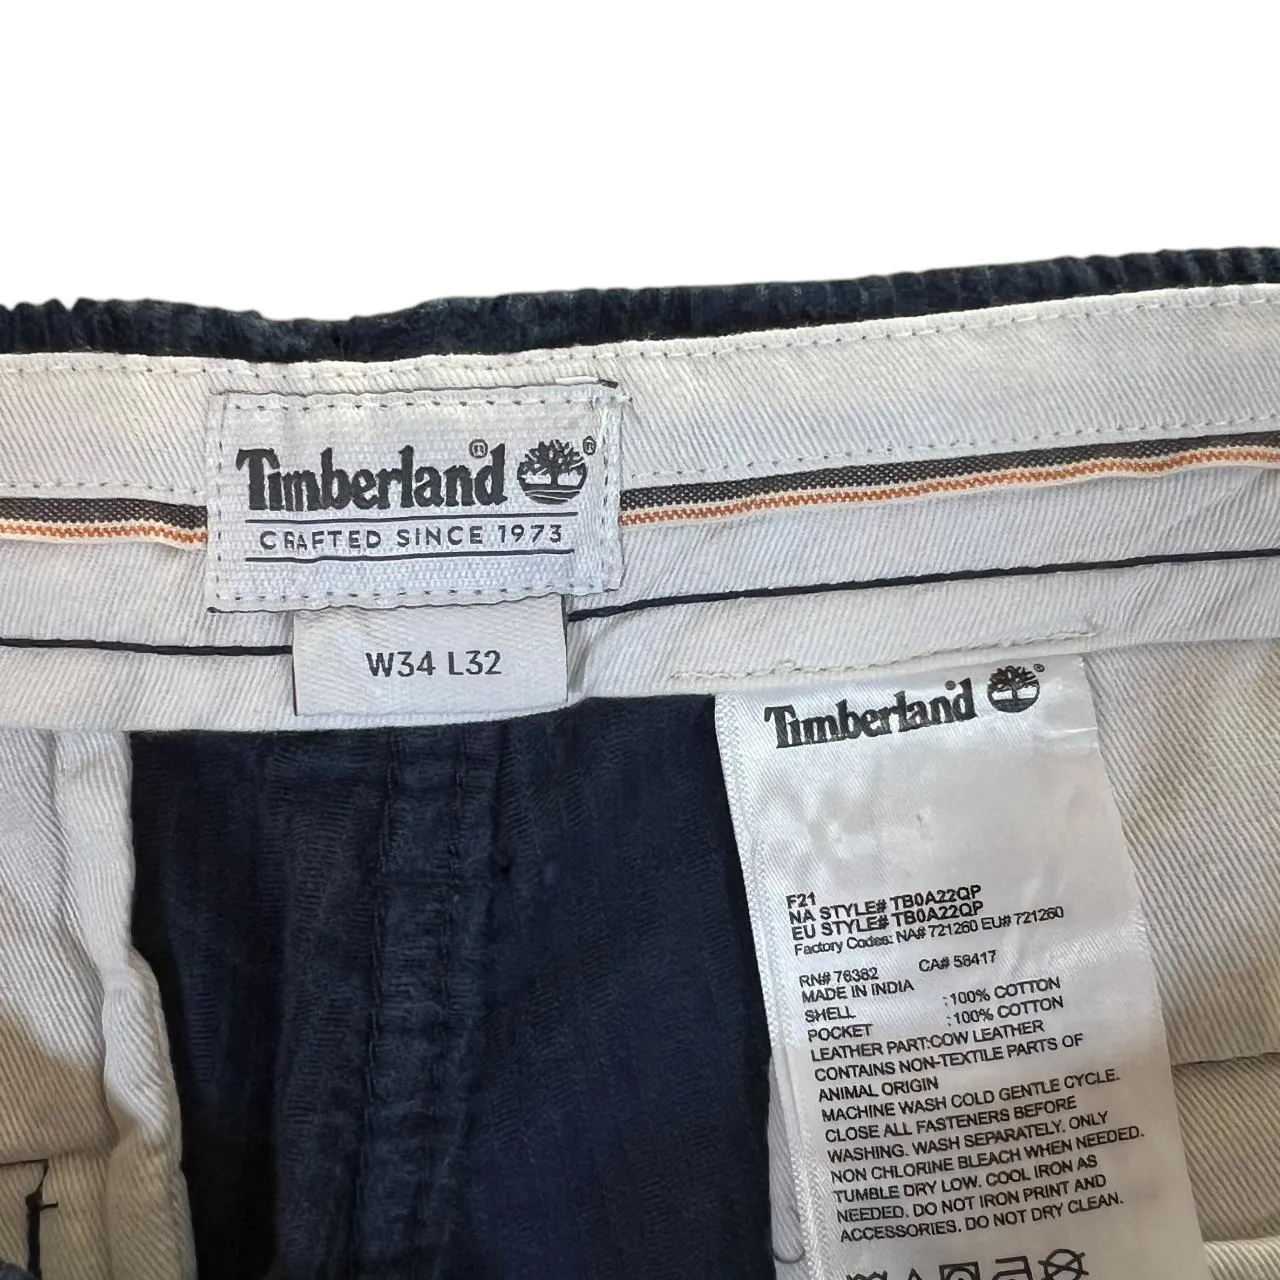 Timberland®
®
CRAFTED SINCE 1973
W34 L32
Timberland ®
F21
NA STYLE# TB0A22QP
EU STYLE# TB0A22QP
Factory Codes: NA# 721260 EU# 721260
RN# 76382 CA# 58417
MADE IN INDIA
SHELL :100% COTTON
POCKET :100% COTTON
LEATHER PART:COW LEATHER
CONTAINS NON-TEXTILE PARTS OF
ANIMAL ORIGIN
MACHINE WASH COLD GENTLE CYCLE.
CLOSE ALL FASTENERS BEFORE
WASHING. WASH SEPARATELY. ONLY
NON CHLORINE BLEACH WHEN NEEDED.
TUMBLE DRY LOW. COOL IRON AS
NEEDED. DO NOT IRON PRINT AND
ACCESSORIES. DO NOT DRY CLEAN.